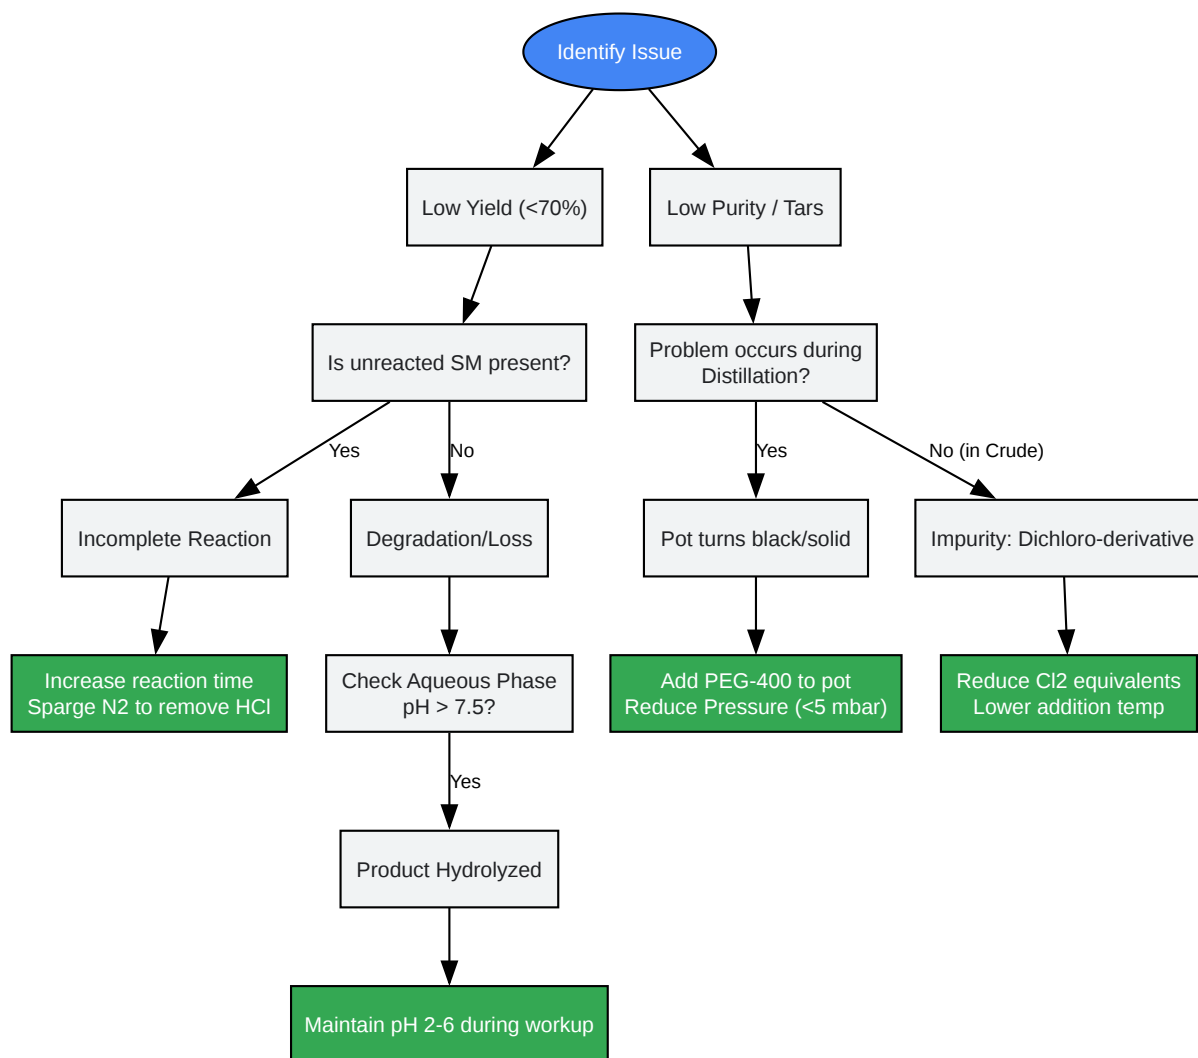 Identify Issue
Low Yield (<70%)
Low Purity / Tars
Is unreacted SM present?
Problem occurs during
Distillation?
Yes
No
Yes
No (in Crude)
Incomplete Reaction
Degradation/Loss
Pot turns black/solid
Impurity: Dichloro-derivative
Increase reaction time
Sparge N2 to remove HCl
Check Aqueous Phase
pH > 7.5?
Add PEG-400 to pot
Reduce Pressure (<5 mbar)
Reduce Cl2 equivalents
Lower addition temp
Yes
Product Hydrolyzed
Maintain pH 2-6 during workup